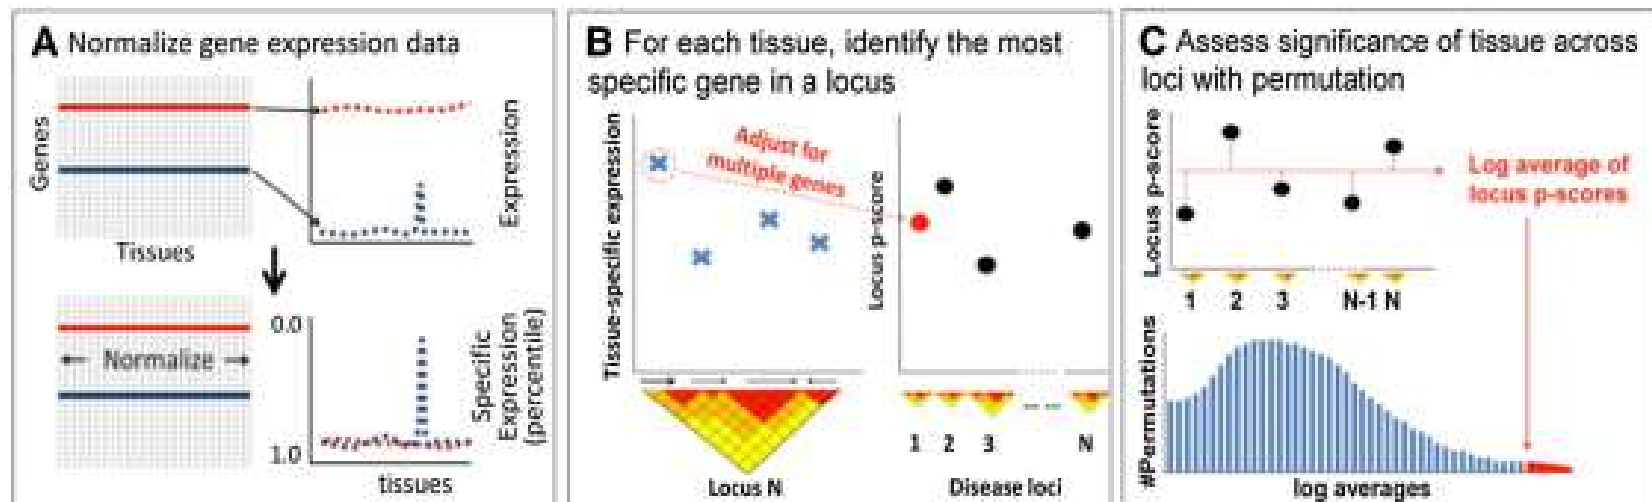 A Normalize gene expression data
Genes
Tissues
Expression
Normalize
0.0
1.0
Specific
Expression
(percentile)
tissues
B For each tissue, identify the most
specific gene in a locus
Tissue-specific expression
Adjust for
multiple genes
Locus p-score
Locus N
1 2 3 N
Disease loci
C Assess significance of tissue across
loci with permutation
Locus p-score
Log average of
locus p-scores
1 2 3 N-1 N
#Permutations
log averages